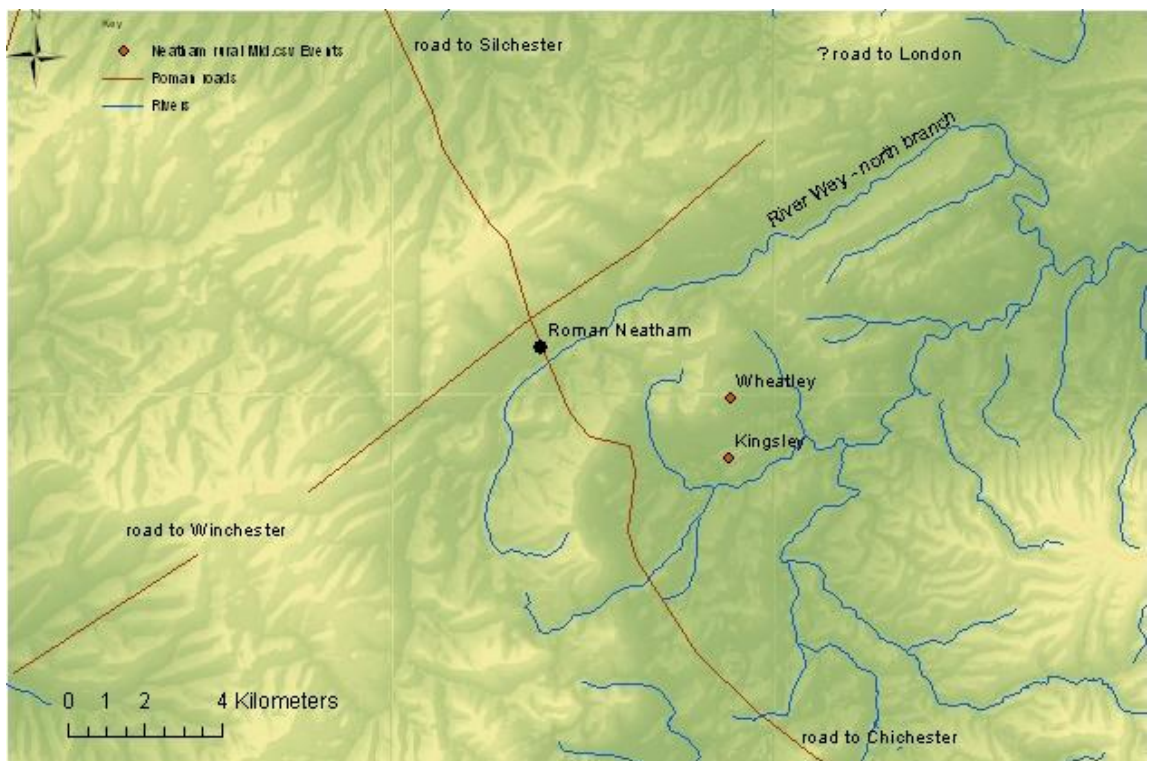 N
Key
Neatham rural Mid.csv Events
Roman roads
Rivers
road to Silchester
? road to London
River Way - north branch
Roman Neatham
Wheatley
Kingsley
road to Winchester
0 1 2 4 Kilometers
road to Chichester